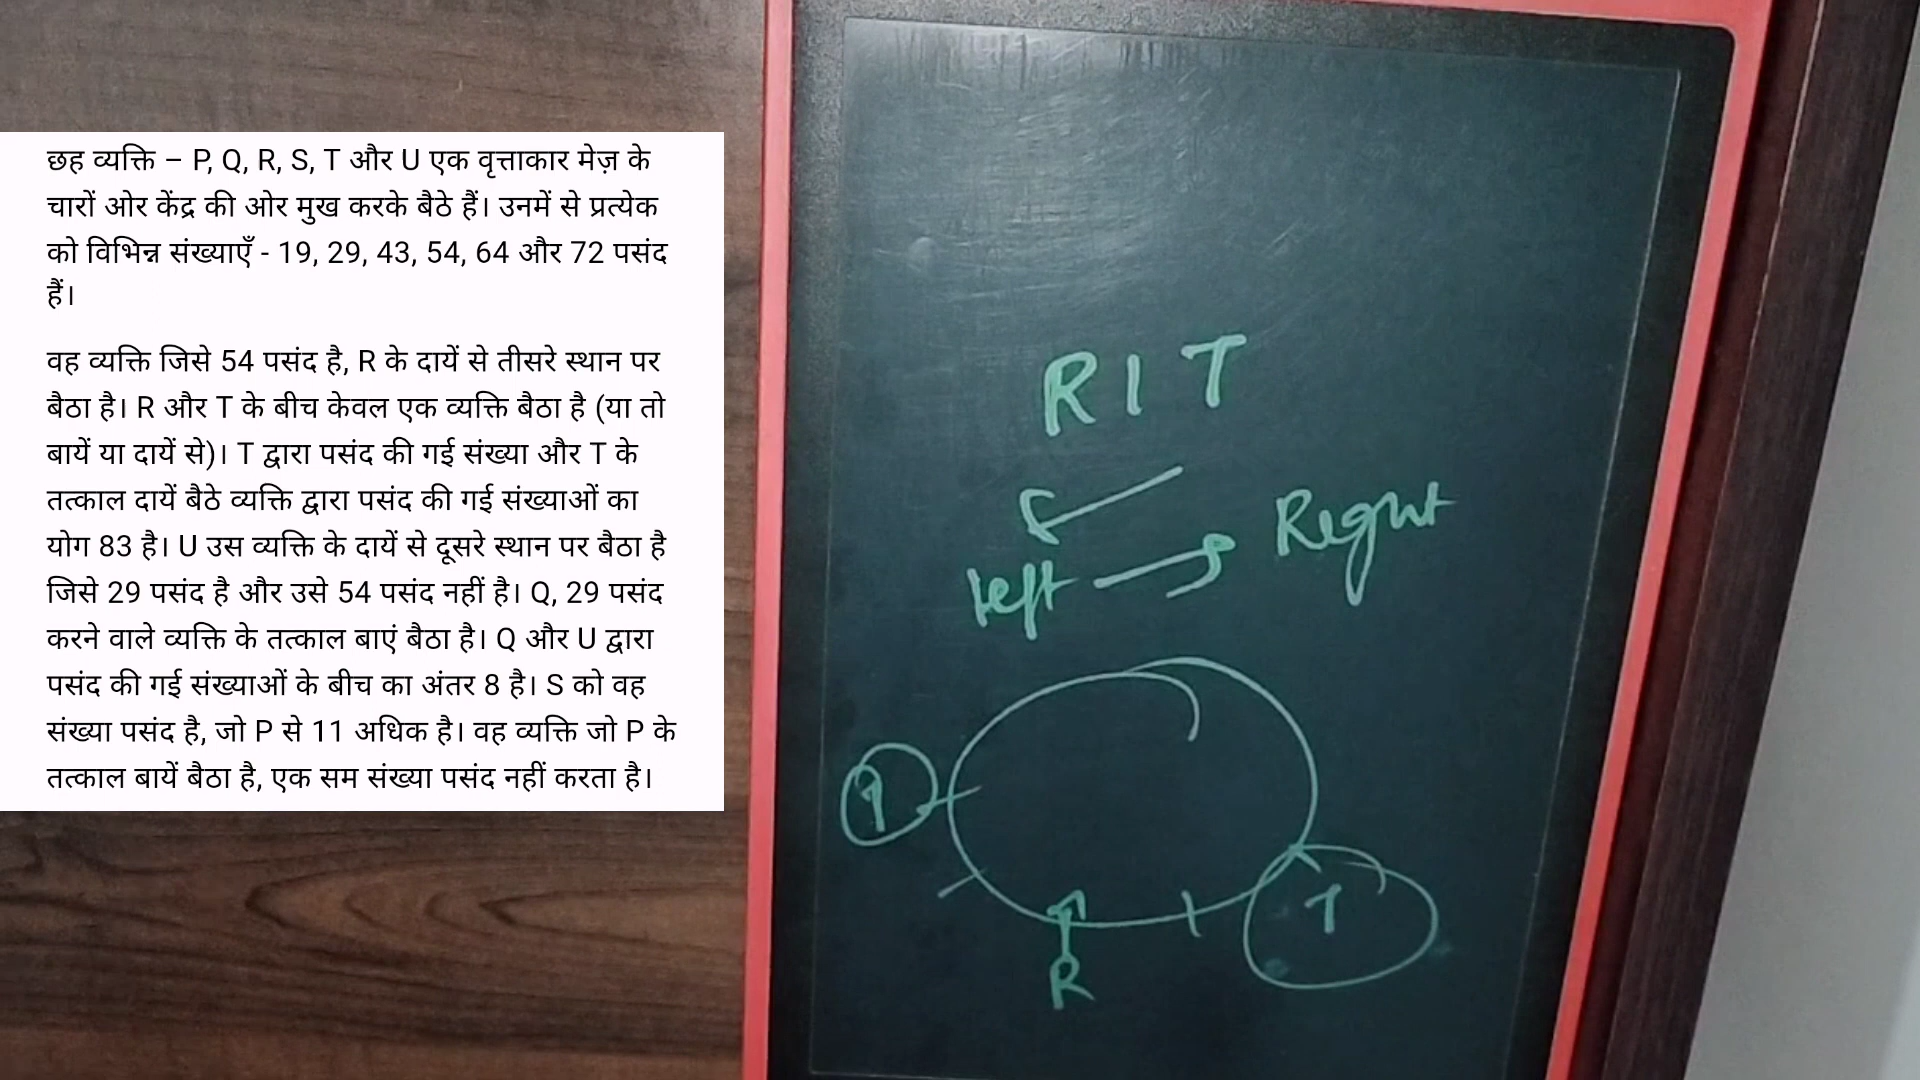 छह व्यक्ति – P, Q, R, S, T और U एक वृत्ताकार मेज़ के
चारों ओर केंद्र की ओर मुख करके बैठे हैं। उनमें से प्रत्येक
को विभिन्न संख्याएँ - 19, 29, 43, 54, 64 और 72 पसंद
हैं।
वह व्यक्ति जिसे 54 पसंद है, R के दायें से तीसरे स्थान पर
बैठा है। R और T के बीच केवल एक व्यक्ति बैठा है (या तो
बायें या दायें से)। T द्वारा पसंद की गई संख्या और T के
तत्काल दायें बैठे व्यक्ति द्वारा पसंद की गई संख्याओं का
योग 83 है। U उस व्यक्ति के दायें से दूसरे स्थान पर बैठा है
जिसे 29 पसंद है और उसे 54 पसंद नहीं है। Q, 29 पसंद
करने वाले व्यक्ति के तत्काल बाएं बैठा है। Q और U द्वारा
पसंद की गई संख्याओं के बीच का अंतर 8 है। S को वह
संख्या पसंद है, जो P से 11 अधिक है। वह व्यक्ति जो P के
तत्काल बायें बैठा है, एक सम संख्या पसंद नहीं करता है।
R 1 T
left Right
T
T
R